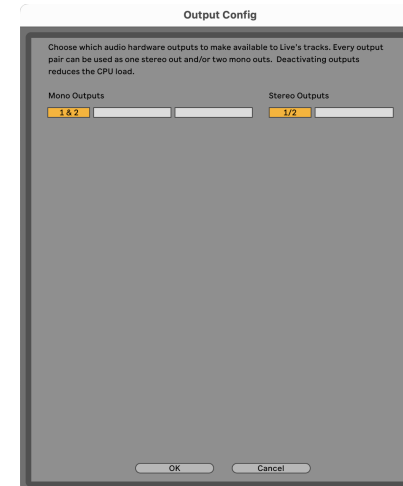 Output Config
Choose which audio hardware outputs to make available to Live's tracks. Every output
pair can be used as one stereo out and/or two mono outs. Deactivating outputs
reduces the CPU load.
Mono Outputs Stereo Outputs
1 & 2 1/2
OK Cancel